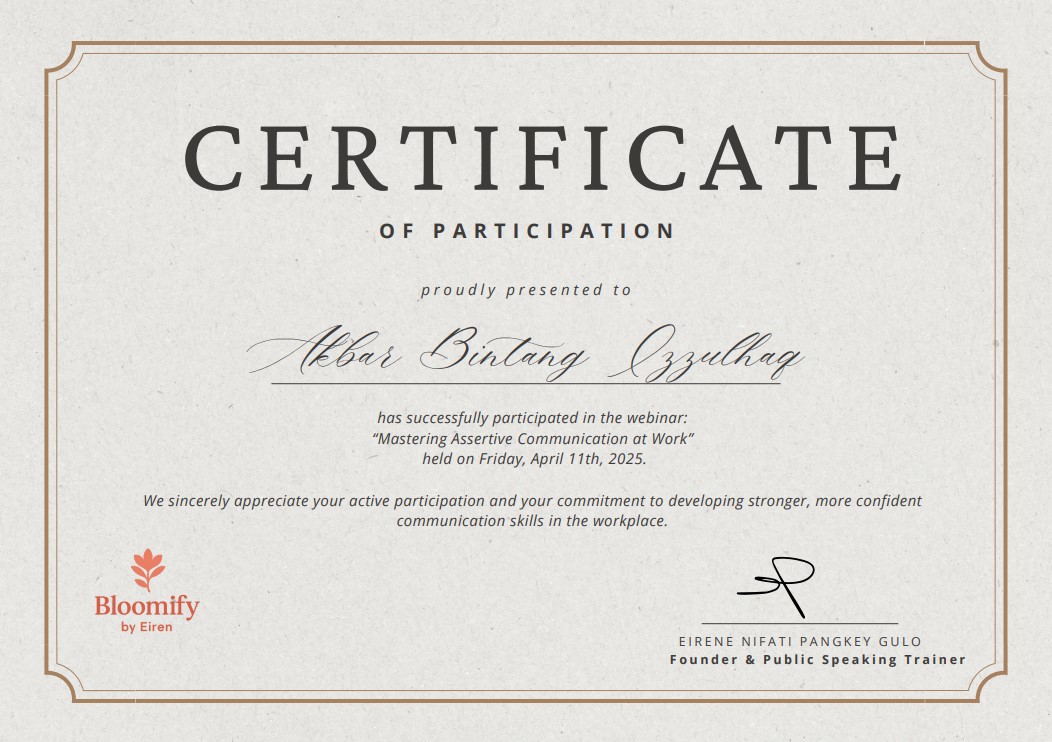 CERTIFICATE
OF PARTICIPATION
proudly presented to
Akbar Bintang Izzulhaq
has successfully participated in the webinar:
“Mastering Assertive Communication at Work”
held on Friday, April 11th, 2025.
We sincerely appreciate your active participation and your commitment to developing stronger, more confident
communication skills in the workplace.
Bloomify
by Eiren
EIRENE NIFATI PANGKEY GULO
Founder & Public Speaking Trainer